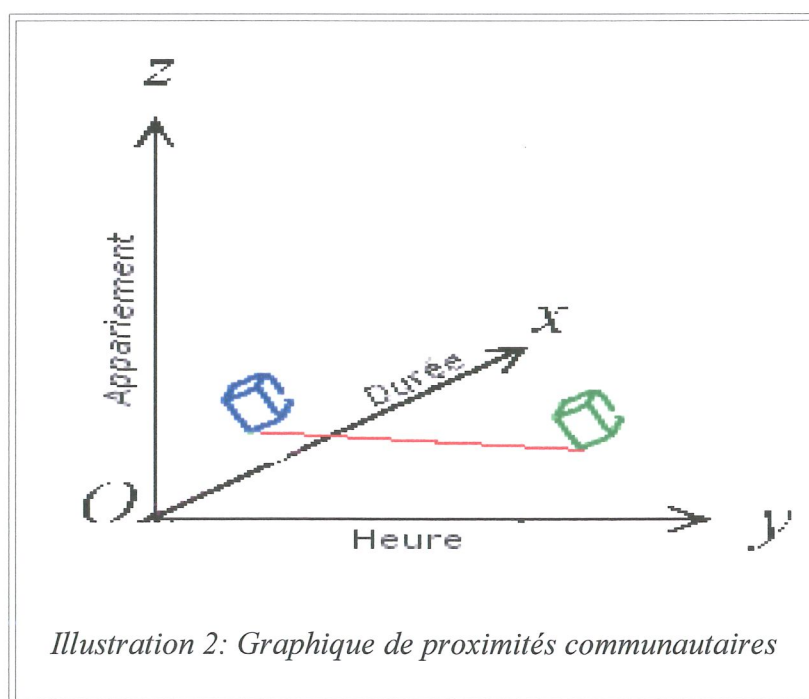 z
Appariement
x
Durée
O
y
Heure
Illustration 2: Graphique de proximités communautaires